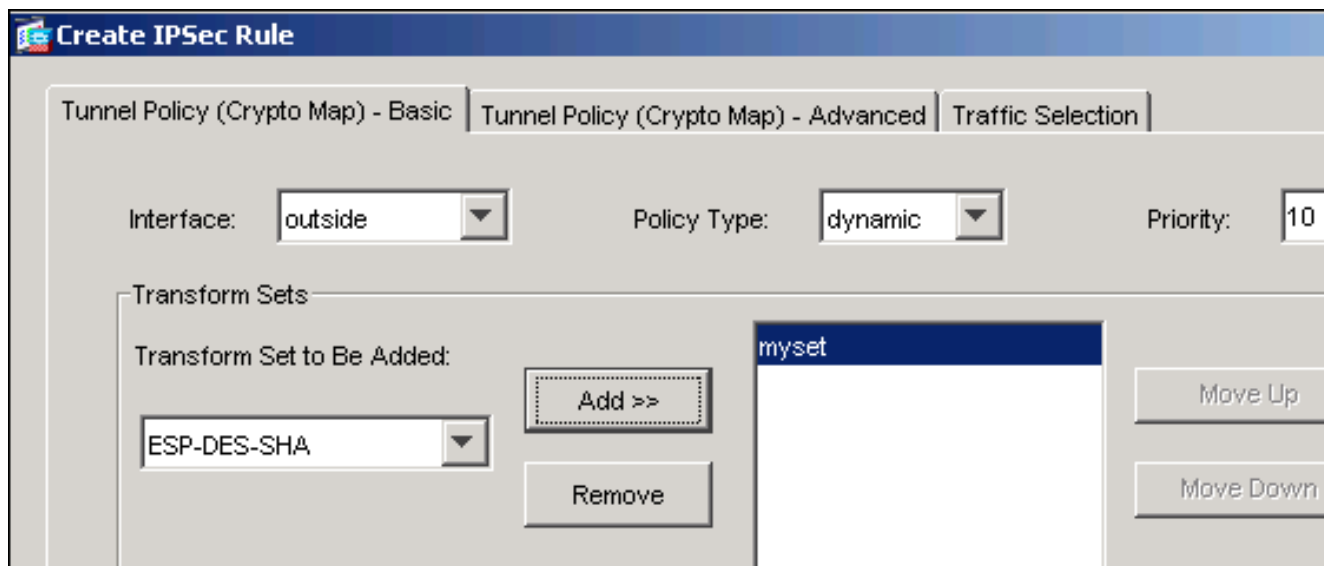 Create IPSec Rule
Tunnel Policy (Crypto Map) - Basic Tunnel Policy (Crypto Map) - Advanced Traffic Selection
Interface: outside Policy Type: dynamic Priority: 10
Transform Sets
Transform Set to Be Added:
myset
Add >>
Move Up
ESP-DES-SHA
Remove
Move Down